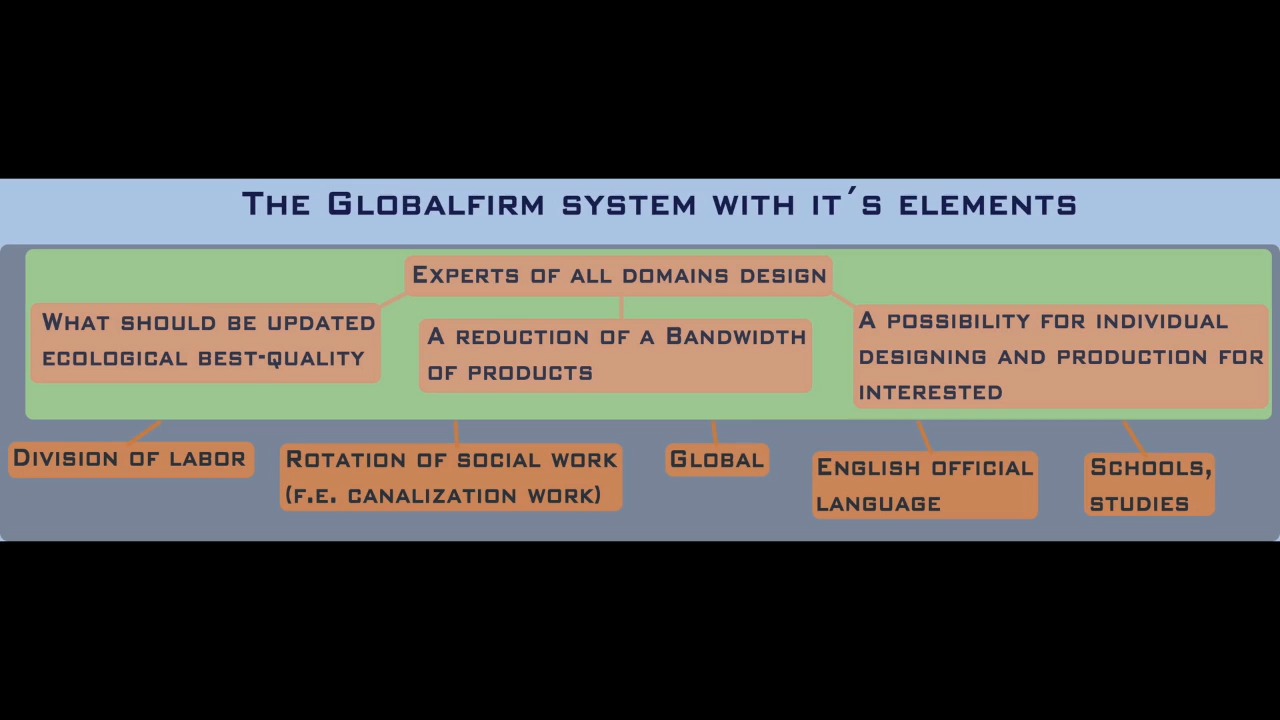 The Globalfirm system with it´s elements
Experts of all domains design
What should be updated
ecological best-quality
A reduction of a Bandwidth
of products
A possibility for individual
designing and production for
interested
Division of labor
Rotation of social work
(f.e. canalization work)
Global
English official
language
Schools,
studies